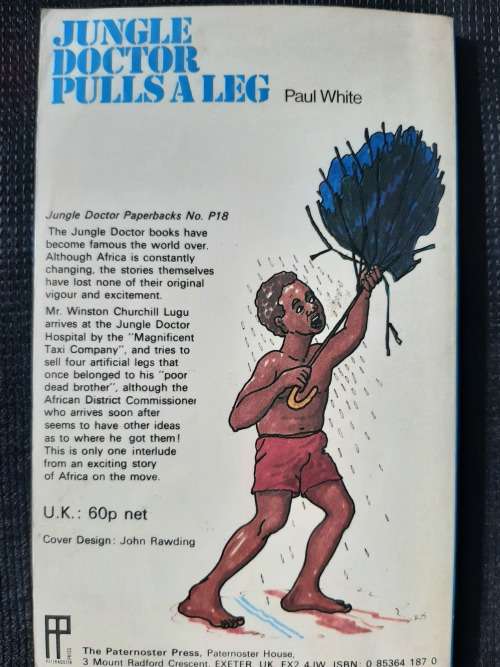 JUNGLE
DOCTOR
PULLS A LEG Paul White
Jungle Doctor Paperbacks No. P18
The Jungle Doctor books have
become famous the world over.
Although Africa is constantly
changing, the stories themselves
have lost none of their original
vigour and excitement.
Mr. Winston Churchill Lugu
arrives at the Jungle Doctor
Hospital by the "Magnificent
Taxi Company", and tries to
sell four artificial legs that
once belonged to his "poor
dead brother", although the
African District Commissioner
who arrives soon after
seems to have other ideas
as to where he got them!
This is only one interlude
from an exciting story
of Africa on the move.
U.K.: 60p net
Cover Design: John Rawding
PATERNOSTER
PRESS
The Paternoster Press, Paternoster House,
3 Mount Radford Crescent, EXETER, UK, EX2 4JW ISBN: 0 85364 187 0